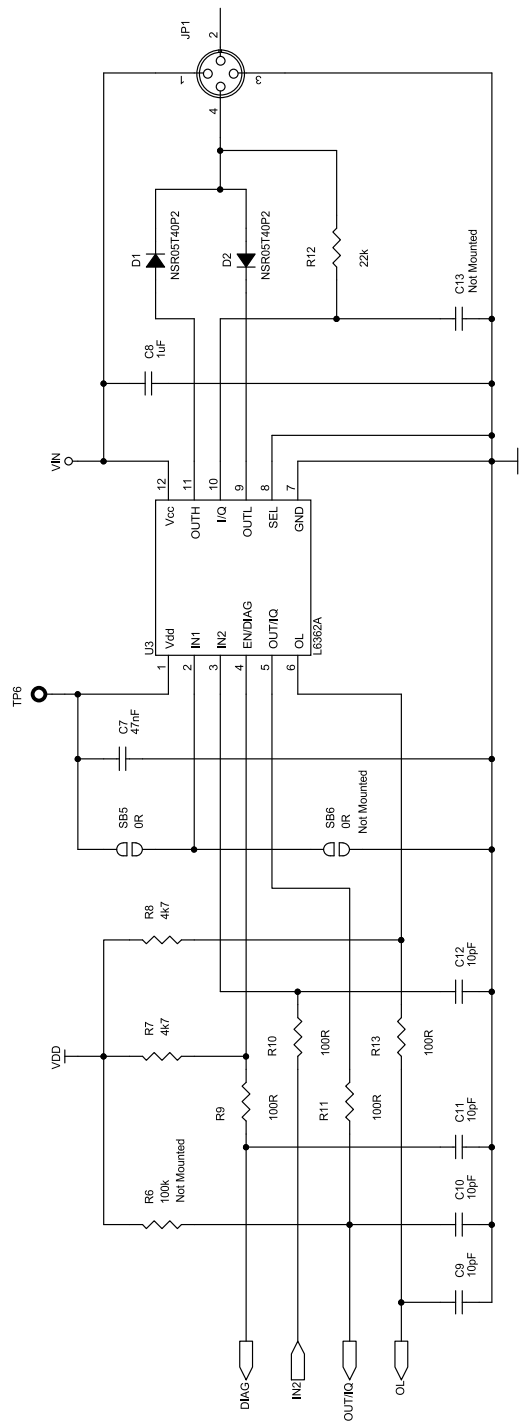 JP1
1
2
3
4
D1
NSR05T40P2
D2
NSR05T40P2
R12
22k
C13
Not Mounted
C8
1uF
VIN
12
11
10
9
8
7
Vcc
OUTH
I/Q
OUTL
SEL
GND
U3
L6362A
Vdd
IN1
IN2
EN/DIAG
OUT/IQ
OL
1
2
3
4
5
6
TP6
C7
47nF
SB5
0R
SB6
0R
Not Mounted
R8
4k7
R7
4k7
VDD
R6
100k
Not Mounted
R9
100R
R10
100R
R11
100R
R13
100R
C12
10pF
C11
10pF
C10
10pF
C9
10pF
DIAG
IN2
OUT/IQ
OL